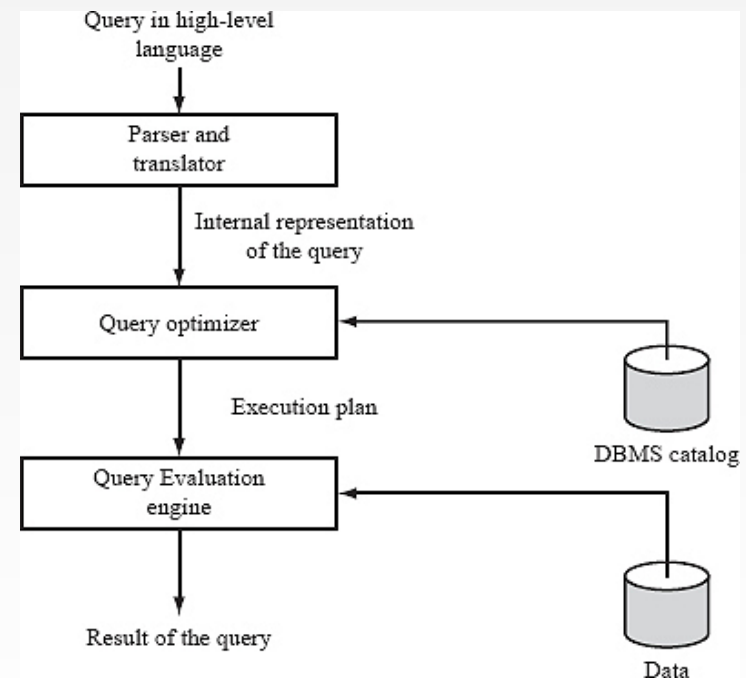 Query in high-level
language
Parser and
translator
Internal representation
of the query
Query optimizer
Execution plan
DBMS catalog
Query Evaluation
engine
Result of the query
Data